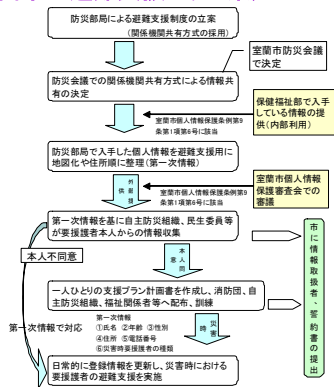 防災部局による避難支援制度の立案
(関係機関共有方式の採用)
室蘭市防災会議
で決定
防災会議での関係機関共有方式による情報共
有の決定
室蘭市個人情報保護条例第9
条第1項第6号に該当
保健福祉部で入手
している情報の提
供(内部利用)
防災部局で入手した個人情報を避難支援用に
地図化や住所順に整理(第一次情報)
外部提供
室蘭市個人情報保護条例第9
条第1項第6号に該当
室蘭市個人情報
保護審査会での
審議
第一次情報を基に自主防災組織、民生委員等
が要援護者本人からの情報収集
本人不同意
本人同意
一人ひとりの支援プラン計画書を作成し、消防団、自
主防災組織、福祉関係者等へ配布、訓練
市に情報取扱者、誓約書の提出
第一次情報で対応
第一次情報
①氏名 ②年齢 ③性別
④住所 ⑤電話番号
⑥災害時要援護者の種類
災害時
日常的に登録情報を更新し、災害時における
要援護者の避難支援を実施